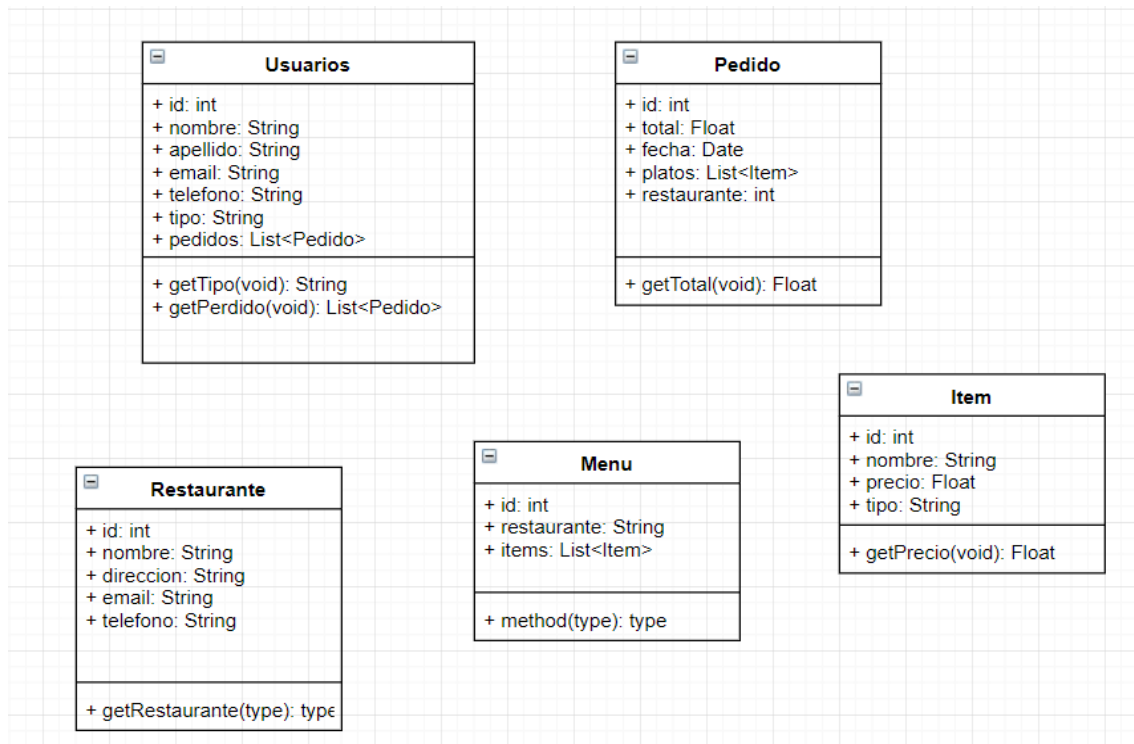 Usuarios
+ id: int
+ nombre: String
+ apellido: String
+ email: String
+ telefono: String
+ tipo: String
+ pedidos: List<Pedido>
+ getTipo(void): String
+ getPerdido(void): List<Pedido>
Pedido
+ id: int
+ total: Float
+ fecha: Date
+ platos: List<Item>
+ restaurante: int
+ getTotal(void): Float
Item
+ id: int
+ nombre: String
+ precio: Float
+ tipo: String
+ getPrecio(void): Float
Restaurante
+ id: int
+ nombre: String
+ direccion: String
+ email: String
+ telefono: String
+ getRestaurante(type): type
Menu
+ id: int
+ restaurante: String
+ items: List<Item>
+ method(type): type